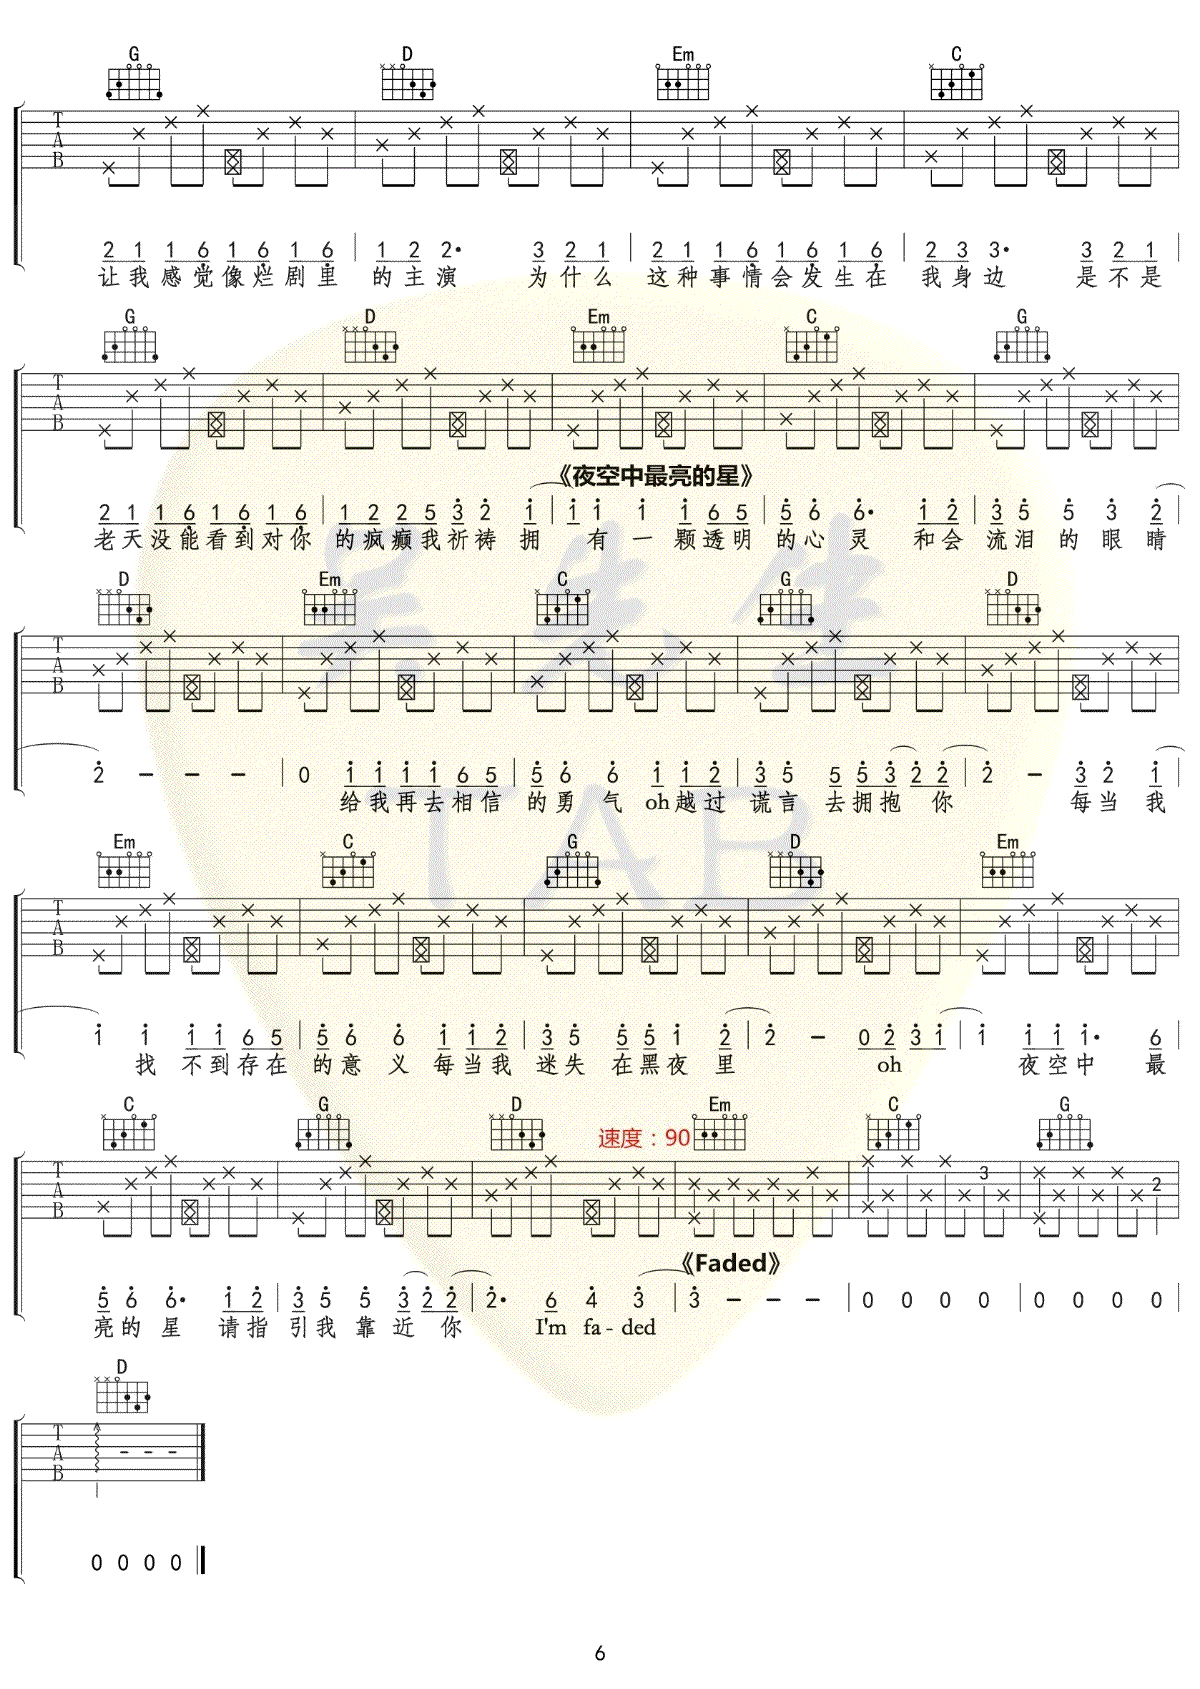 G D Em C
T A B
2 1 1 6 1 6 1 6 | 1 2 2· 3 2 1 | 2 1 1 6 1 6 1 6 | 2 3 3· 3 2 1
让我感觉像烂剧里 的主演 为什么 这种事情会发生在 我身边 是不是
G D Em C G
T A B
《夜空中最亮的星》
2 1 1 6 1 6 1 6 | 1 2 2 5 3 2 1 | 1 1 1 1 6 5 | 5 6 6· 1 2 | 3 5 5 3 2
老天没能看到对你 的疯癫我祈祷 拥 有一颗透明 的心灵 和会 流泪的眼睛
D Em C G D
T A B
2 - - - | 0 1 1 1 1 6 5 | 5 6 6 1 1 2 | 3 5 5 5 3 2 2 | 2 - 3 2 1
给我再去相信 的勇气 oh越过 谎言 去拥抱你 每当我
Em C G D Em
T A B
1 1 1 1 6 5 | 5 6 6 1 1 2 | 3 5 5 5 1 2 | 2 - 0 2 3 1 | 1 1 1 1· 6
找 不到存在 的意义 每当我 迷失 在黑夜里 oh 夜空中 最
C G D 速度：90 Em C G
T A B
3 2
《Faded》
5 6 6· 1 2 | 3 5 5 3 2 2 | 2· 6 4 3 | 3 - - - | 0 0 0 0 | 0 0 0 0
亮的星 请指 引我靠近你 I'm fa-ded
D
T A B
0 0 0 0
吴先生
TAB
6